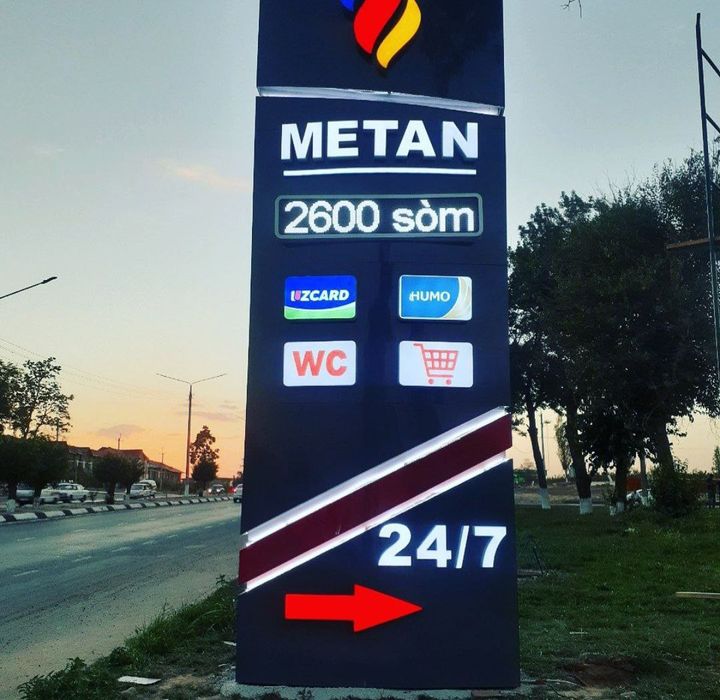 METAN
2600 sòm
UZCARD HUMO
WC
24/7